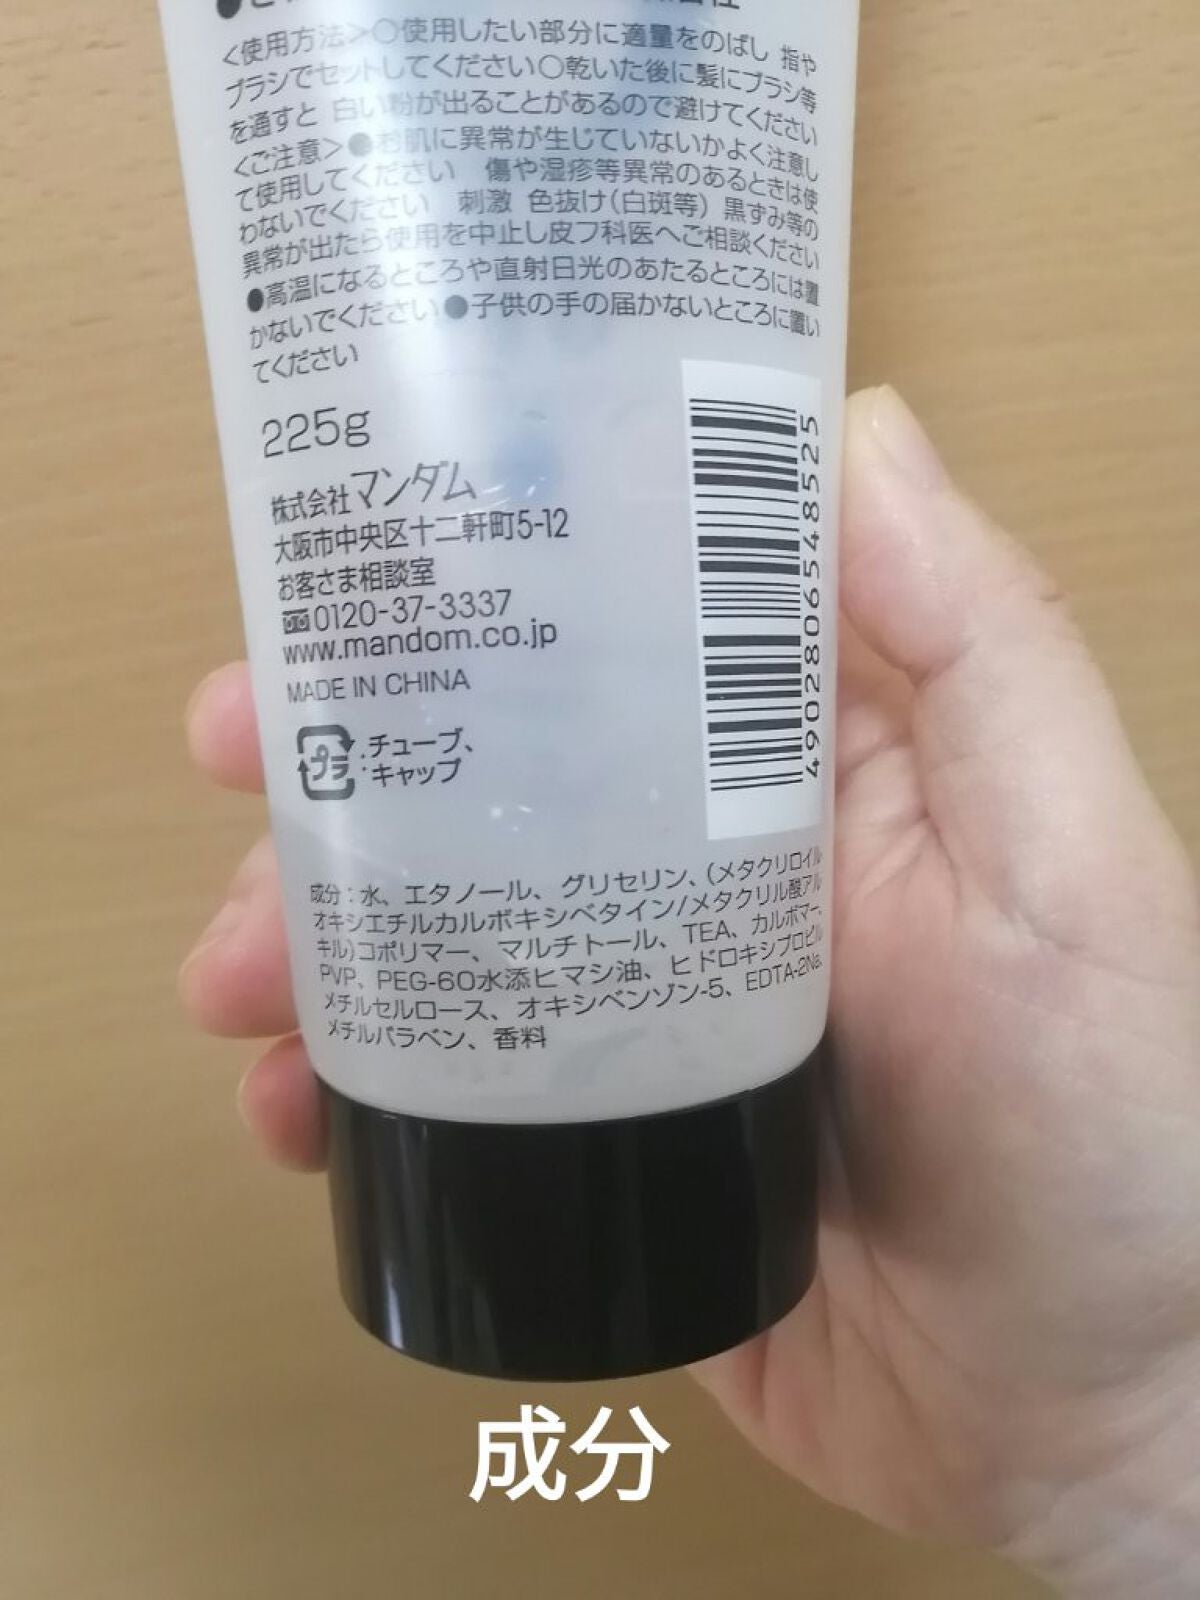 <使用方法>○使用したい部分に適量をのばし 指や
ブラシでセットしてください○乾いた後に髪にブラシ等
を通すと 白い粉が出ることがあるので避けてください
<ご注意>●お肌に異常が生じていないかよく注意し
て使用してください 傷や湿疹等異常のあるときは使
わないでください 刺激 色抜け(白斑等) 黒ずみ等の
異常が出たら使用を中止し皮フ科医へご相談ください
●高温になるところや直射日光のあたるところには置
かないでください●子供の手の届かないところに置い
てください
225g
株式会社マンダム
大阪市中央区十二軒町5-12
お客さま相談室
0120-37-3337
www.mandom.co.jp
MADE IN CHINA
プラ
:チューブ、
キャップ
4902806548525
成分:水、エタノール、グリセリン、(メタクリロイル
オキシエチルカルボキシベタイン/メタクリル酸アル
キル)コポリマー、マルチトール、TEA、カルボマー、
PVP、PEG-60水添ヒマシ油、ヒドロキシプロピル
メチルセルロース、オキシベンゾン-5、EDTA-2Na、
メチルパラベン、香料
成分